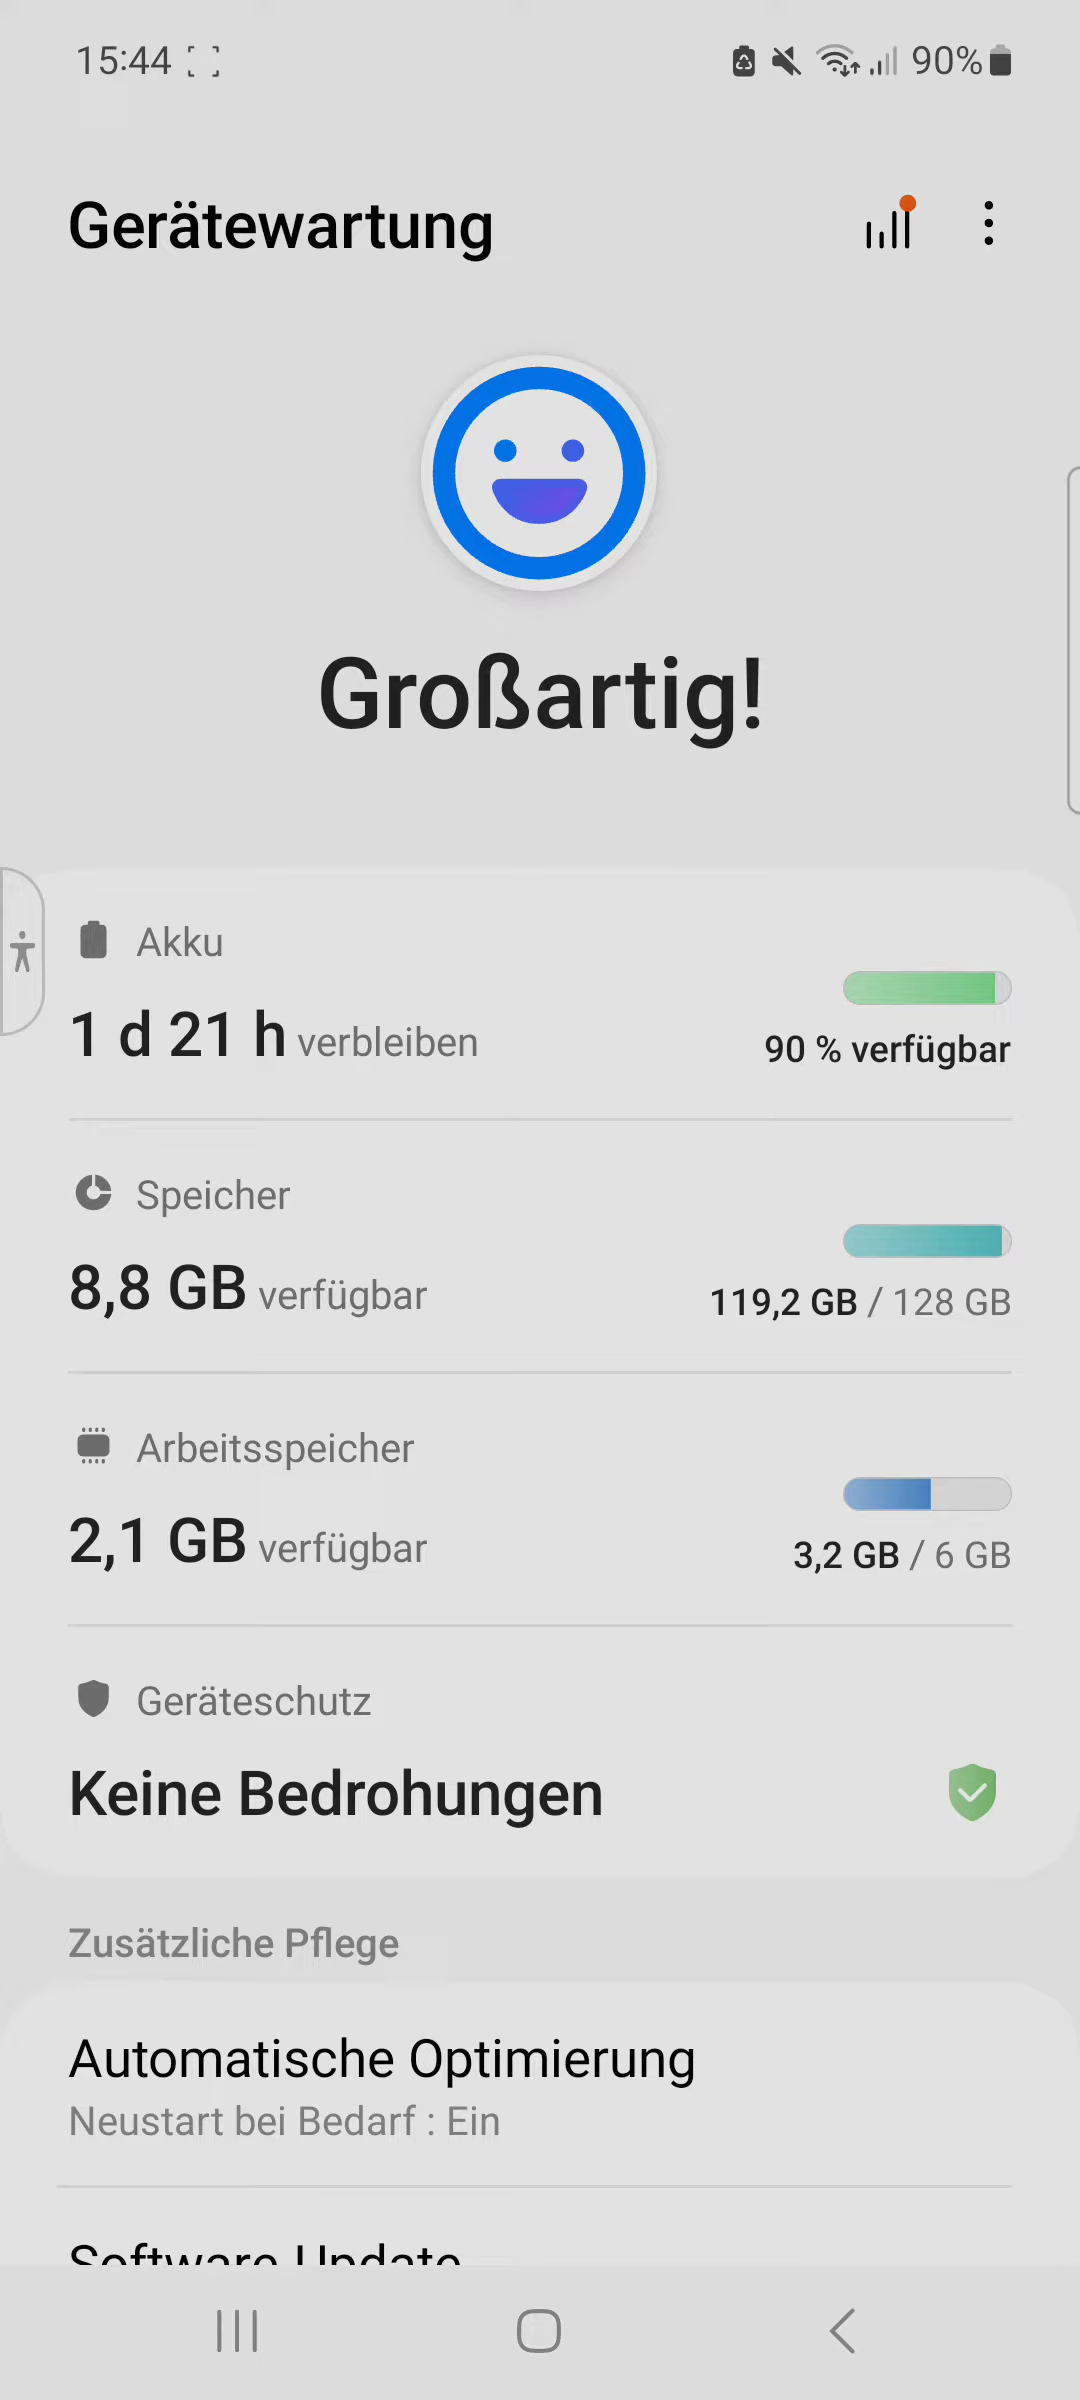 15:44 90%
Gerätewartung
Großartig!
Akku
1 d 21 h verbleiben
90 % verfügbar
Speicher
8,8 GB verfügbar
119,2 GB / 128 GB
Arbeitsspeicher
2,1 GB verfügbar
3,2 GB / 6 GB
Geräteschutz
Keine Bedrohungen
Zusätzliche Pflege
Automatische Optimierung
Neustart bei Bedarf : Ein
Software Update